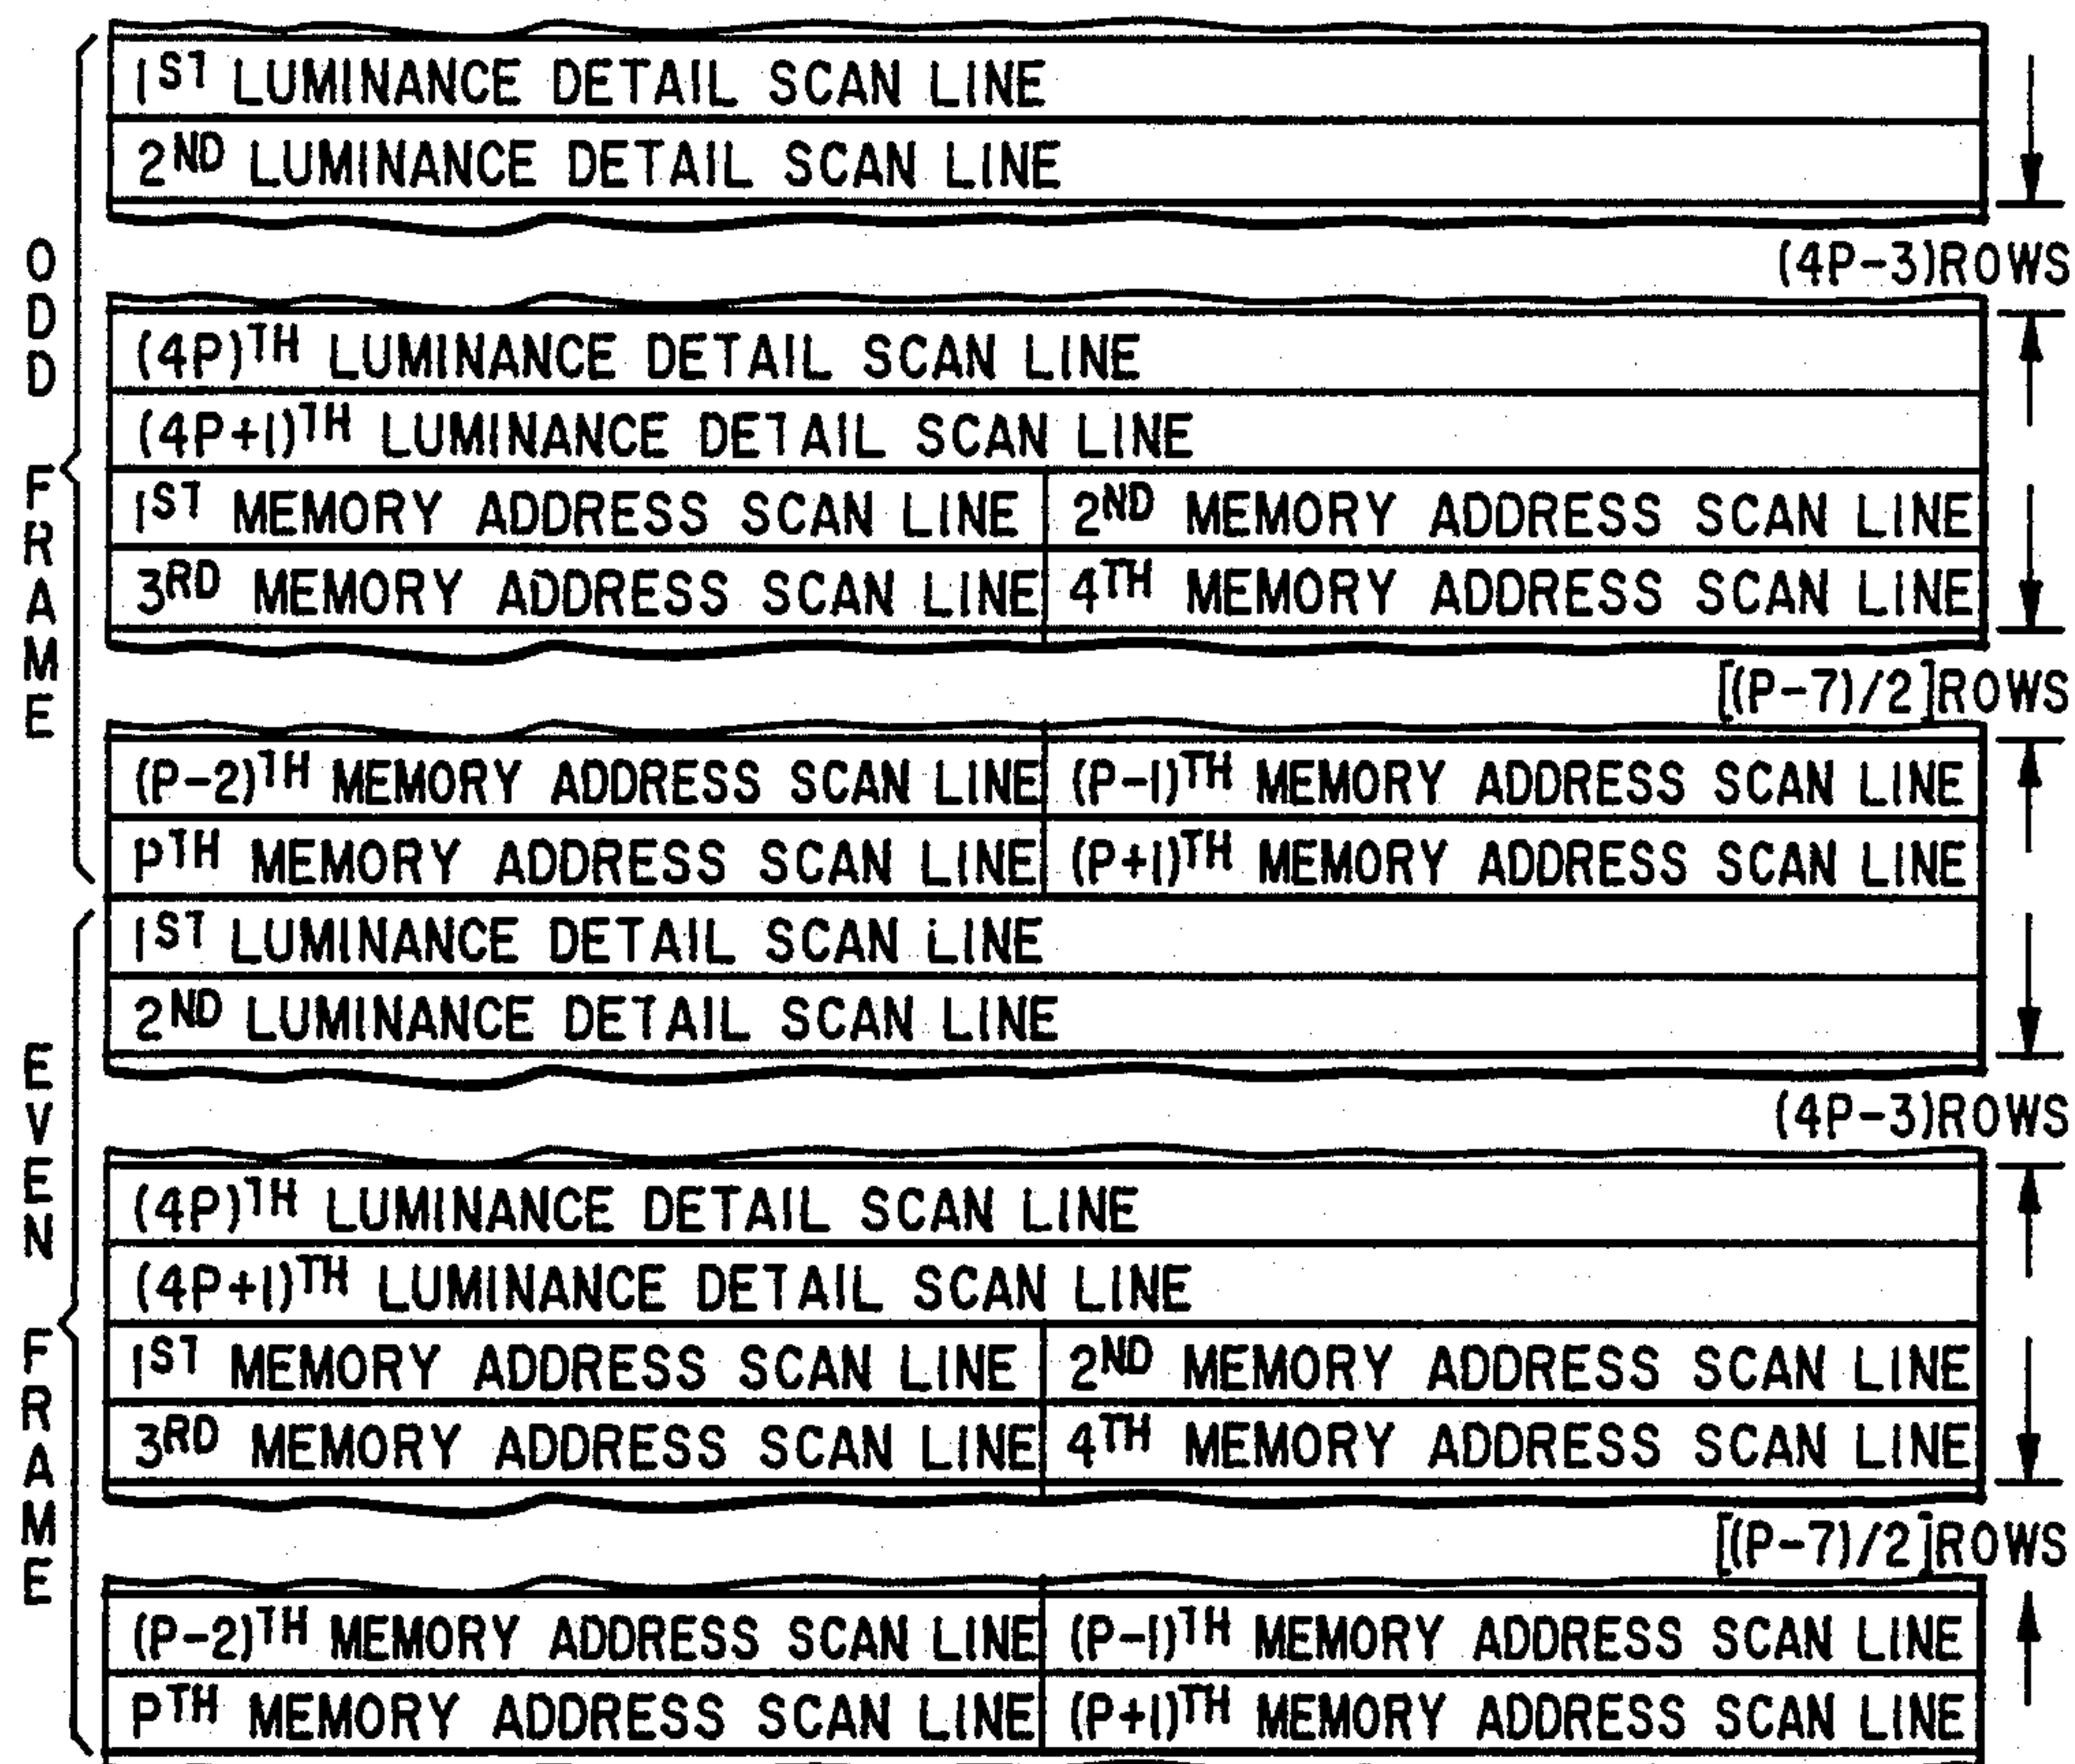 ODD FRAME
1ST LUMINANCE DETAIL SCAN LINE
2ND LUMINANCE DETAIL SCAN LINE
(4P-3)ROWS
(4P)TH LUMINANCE DETAIL SCAN LINE
(4P+1)TH LUMINANCE DETAIL SCAN LINE
1ST MEMORY ADDRESS SCAN LINE 2ND MEMORY ADDRESS SCAN LINE
3RD MEMORY ADDRESS SCAN LINE 4TH MEMORY ADDRESS SCAN LINE
[(P-7)/2]ROWS
(P-2)TH MEMORY ADDRESS SCAN LINE (P-1)TH MEMORY ADDRESS SCAN LINE
PTH MEMORY ADDRESS SCAN LINE (P+1)TH MEMORY ADDRESS SCAN LINE
EVEN FRAME
1ST LUMINANCE DETAIL SCAN LINE
2ND LUMINANCE DETAIL SCAN LINE
(4P-3)ROWS
(4P)TH LUMINANCE DETAIL SCAN LINE
(4P+1)TH LUMINANCE DETAIL SCAN LINE
1ST MEMORY ADDRESS SCAN LINE 2ND MEMORY ADDRESS SCAN LINE
3RD MEMORY ADDRESS SCAN LINE 4TH MEMORY ADDRESS SCAN LINE
[(P-7)/2]ROWS
(P-2)TH MEMORY ADDRESS SCAN LINE (P-1)TH MEMORY ADDRESS SCAN LINE
PTH MEMORY ADDRESS SCAN LINE (P+1)TH MEMORY ADDRESS SCAN LINE